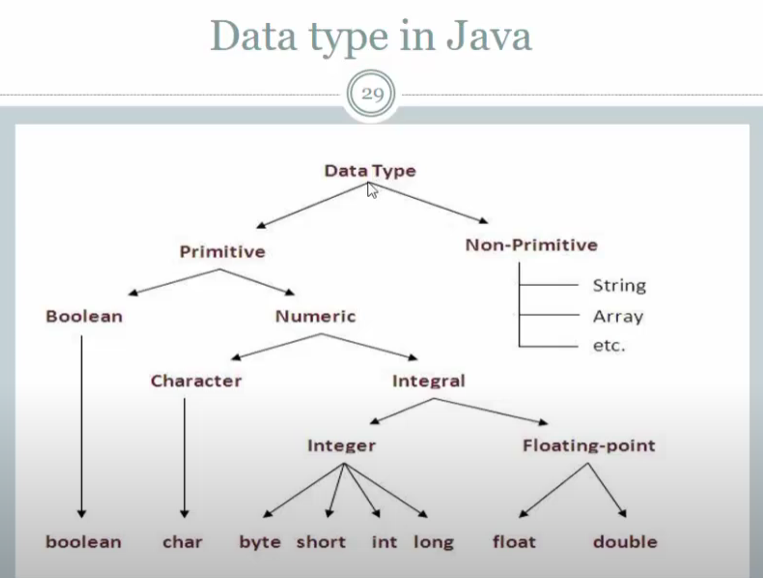 Data type in Java
29
Data Type
Primitive
Non-Primitive
String
Array
etc.
Boolean
Numeric
Character
Integral
Integer
Floating-point
boolean char byte short int long float double